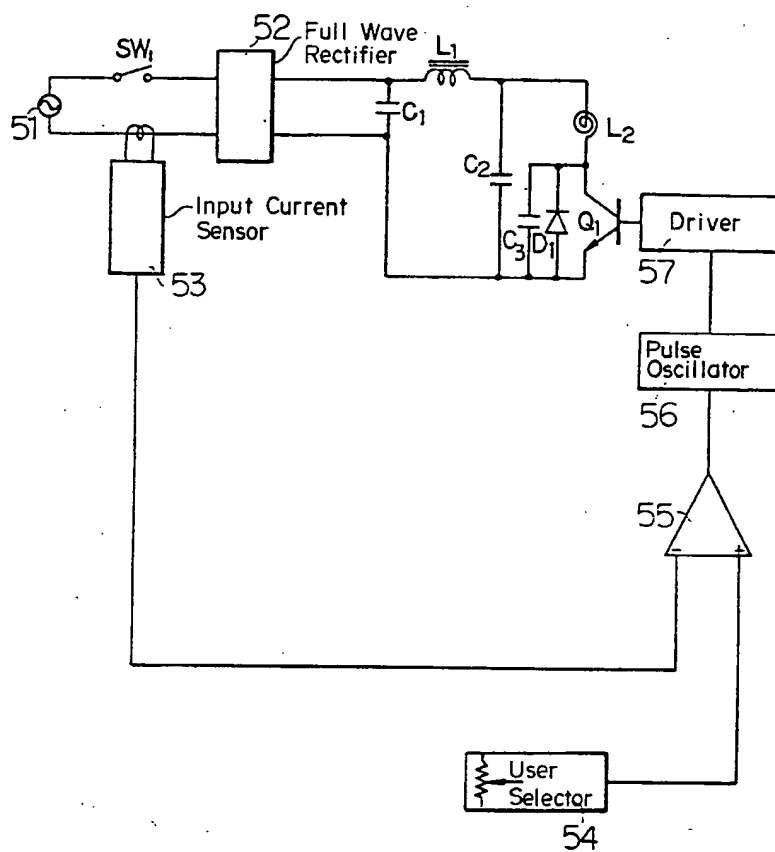 52 Full Wave
Rectifier
SW1
L1
51
C1
L2
C2
Input Current
Sensor
C3
D1
Q1
Driver
53
57
Pulse
Oscillator
56
55
- +
User
Selector
54